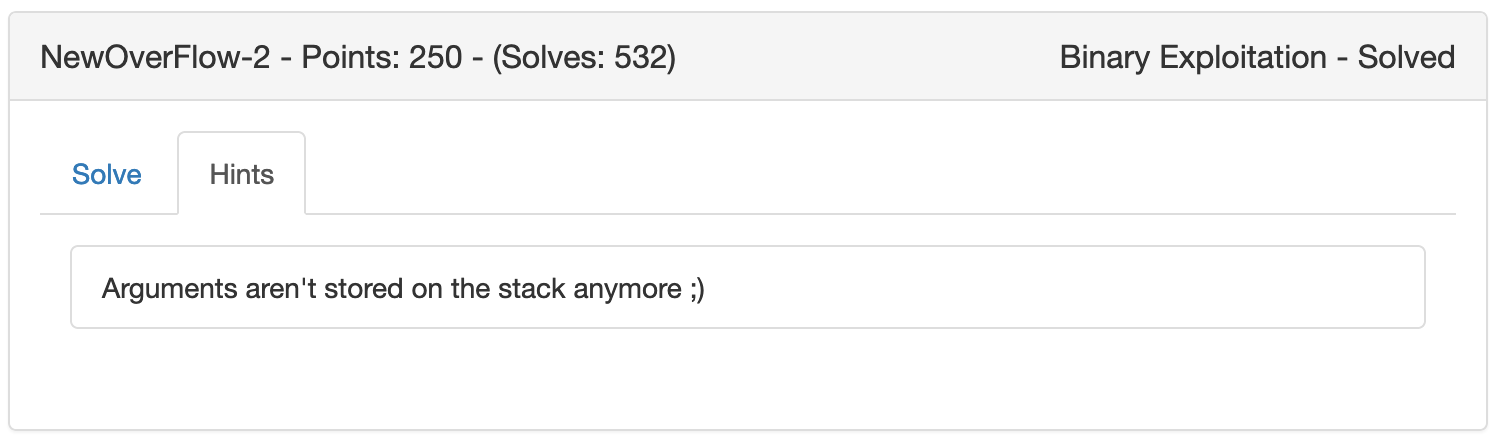 NewOverFlow-2 - Points: 250 - (Solves: 532) Binary Exploitation - Solved
Solve Hints
Arguments aren't stored on the stack anymore ;)